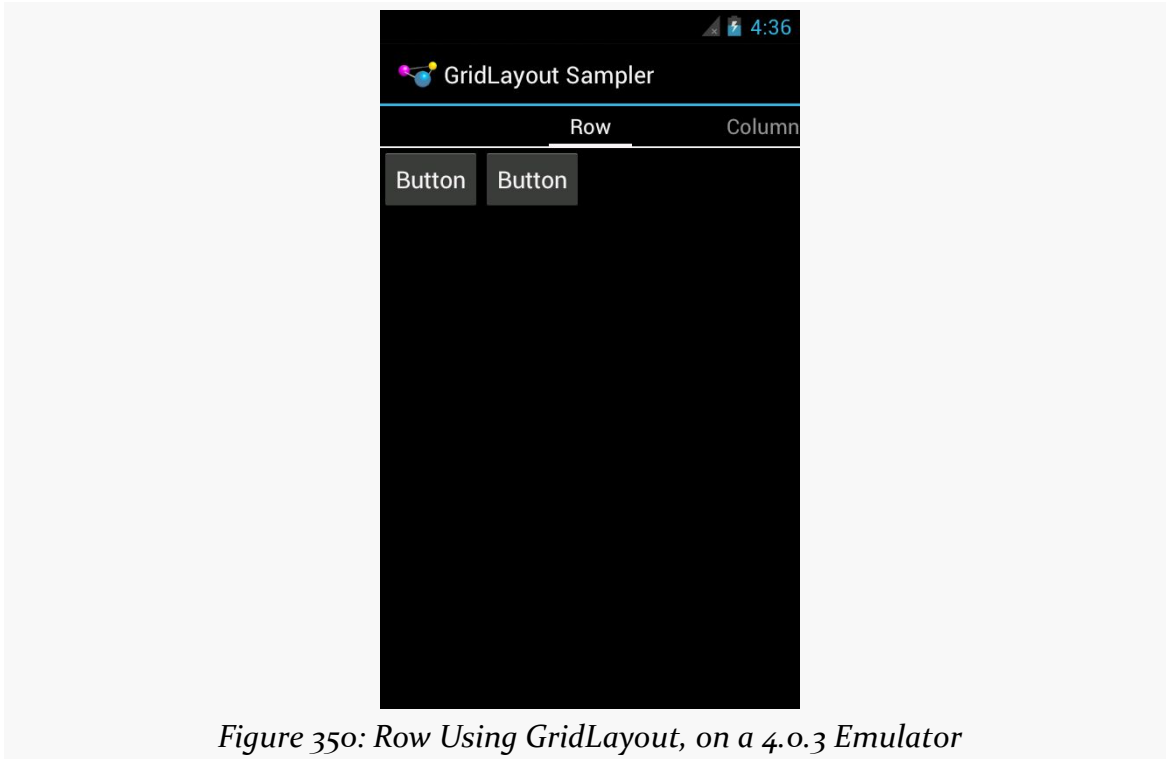 4:36
GridLayout Sampler
Row Column
Button Button
Figure 350: Row Using GridLayout, on a 4.0.3 Emulator